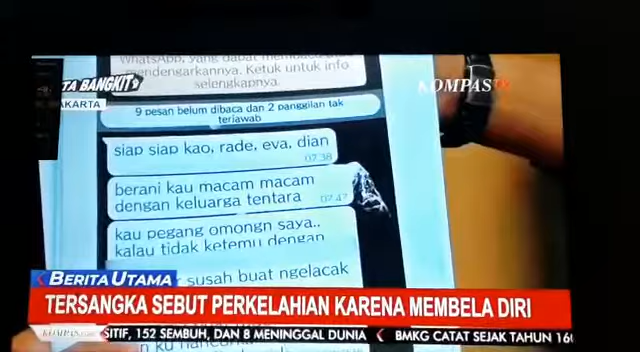 WhatsApp, yang dapat membaca atau
mendengarkannya. Ketuk untuk info
selengkapnya.
TA BANGKIT
KOMPAS TV
AKARTA
9 pesan belum dibaca dan 2 panggilan tak
terjawab
siap siap kao, rade, eva, dian
07.38
berani kau macam macam
dengan keluarga tentara
07.47
kau pegang omongn saya..
kalau tidak ketemu dengan
susah buat ngelacak
BERITA UTAMA
TERSANGKA SEBUT PERKELAHIAN KARENA MEMBELA DIRI
KOMPAS
SITIF, 152 SEMBUH, DAN 8 MENINGGAL DUNIA
BMKG CATAT SEJAK TAHUN 160